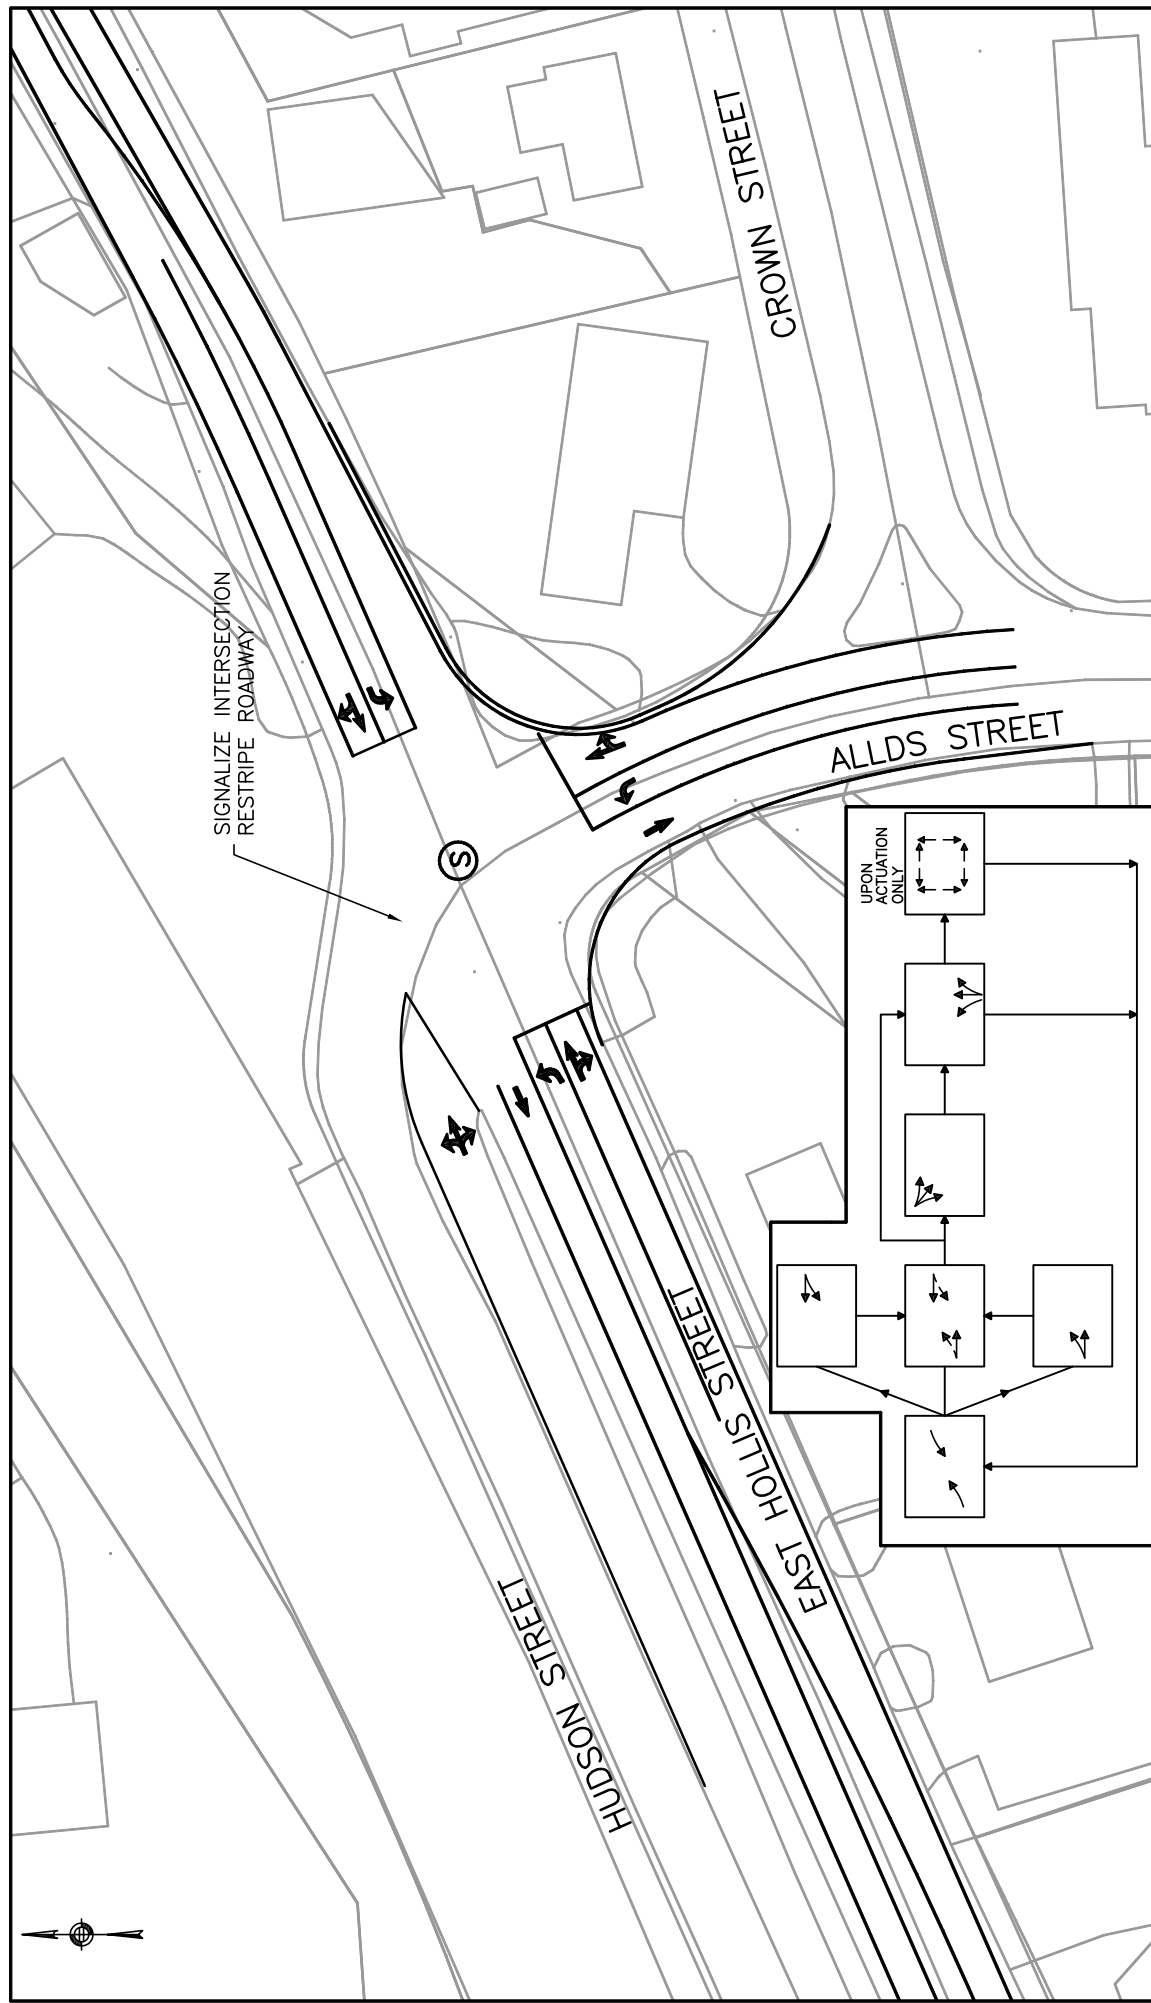 SIGNALIZE INTERSECTION
RESTRIPE ROADWAY
CROWN STREET
S
ALLDS STREET
HUDSON STREET
EAST HOLLIS STREET
UPON
ACTUATION
ONLY